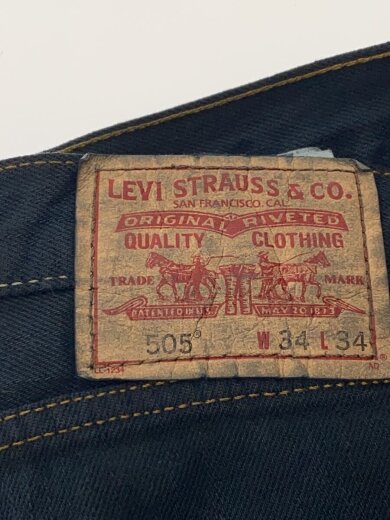 LEVI STRAUSS & CO.
SAN FRANCISCO, CAL.
ORIGINAL RIVETED
QUALITY CLOTHING
TRADE MARK
PATENTED IN U.S. MAY 20 1873
505® W 34 L 34